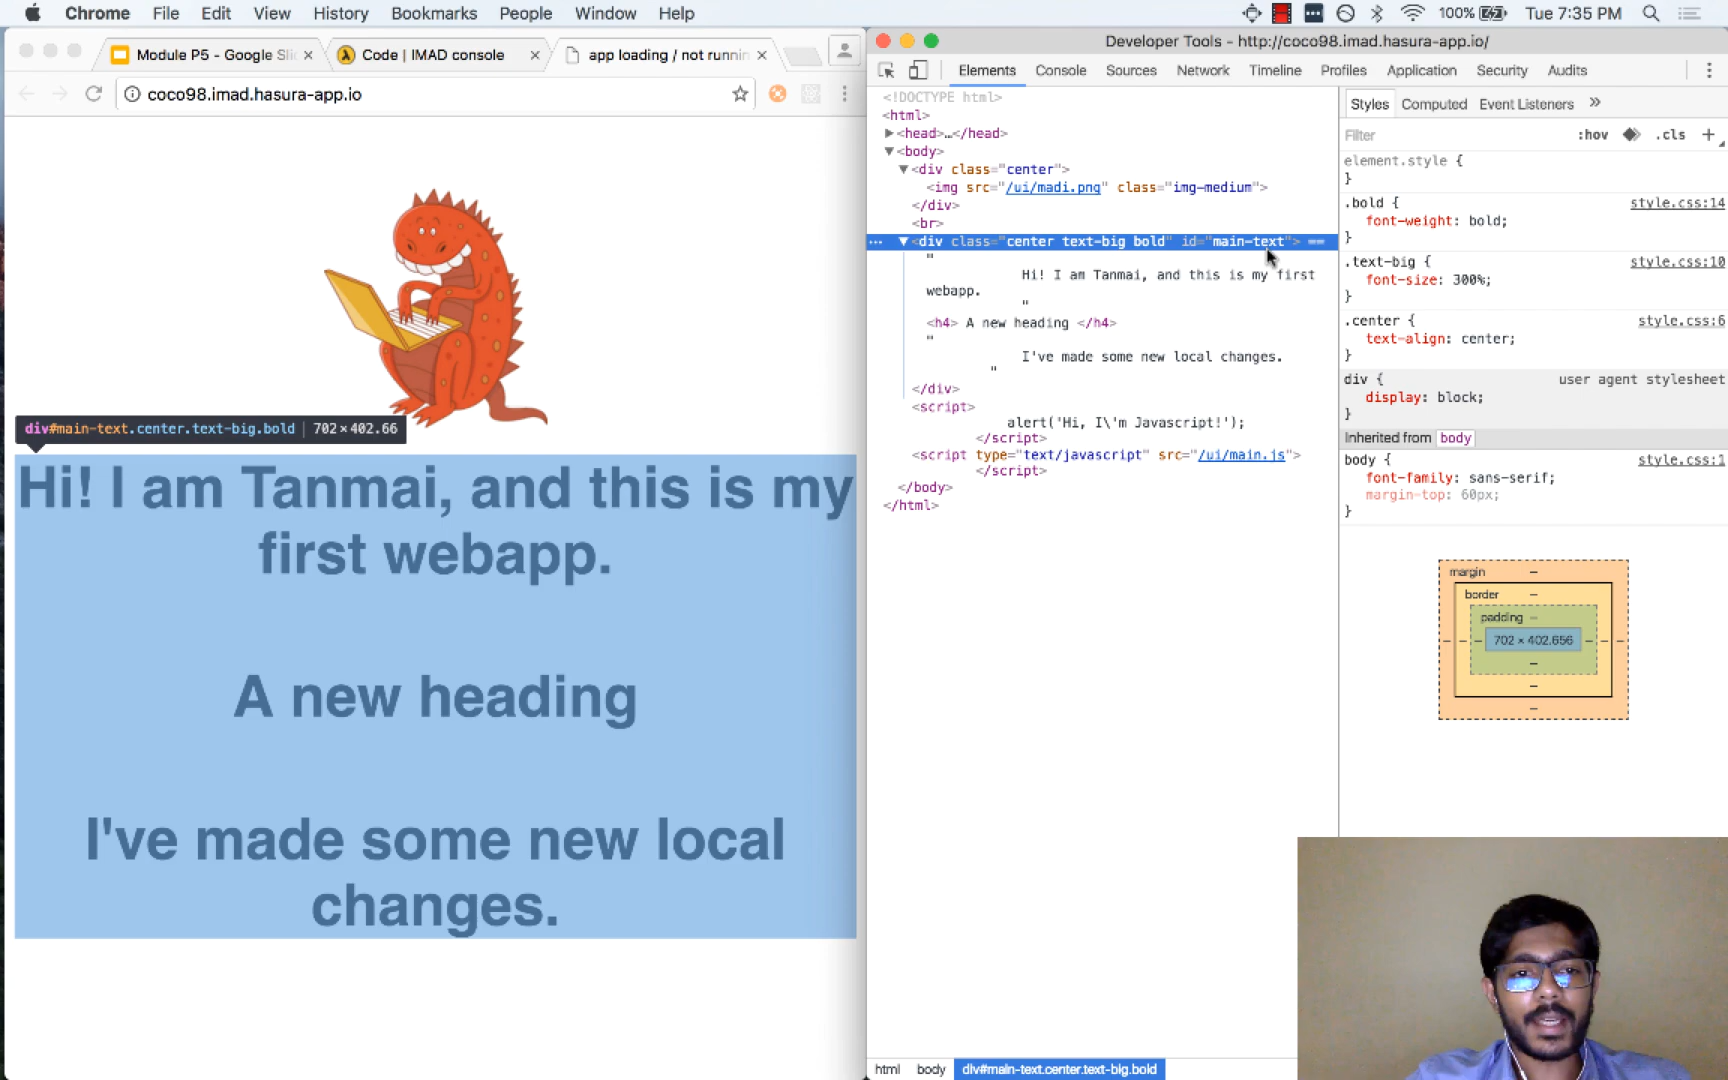 Chrome File Edit View History Bookmarks People Window Help
100% Tue 7:35 PM
Module P5 - Google Slid
Code | IMAD console
app loading / not runnin
coco98.imad.hasura-app.io
Developer Tools - http://coco98.imad.hasura-app.io/
Elements Console Sources Network Timeline Profiles Application Security Audits
<!DOCTYPE html>
<html>
<head>…</head>
<body>
<div class="center">
<img src="/ui/madi.png" class="img-medium">
</div>
<br>
… <div class="center text-big bold" id="main-text"> ==
"
Hi! I am Tanmai, and this is my first
webapp.
"
<h4> A new heading </h4>
"
I've made some new local changes.
"
</div>
<script>
alert('Hi, I\'m Javascript!');
</script>
<script type="text/javascript" src="/ui/main.js">
</script>
</body>
</html>
html body div#main-text.center.text-big.bold
Styles Computed Event Listeners »
Filter :hov .cls +
element.style {
}
.bold { style.css:14
font-weight: bold;
}
.text-big { style.css:10
font-size: 300%;
}
.center { style.css:6
text-align: center;
}
div { user agent stylesheet
display: block;
}
Inherited from body
body { style.css:1
font-family: sans-serif;
margin-top: 60px;
}
margin –
border –
padding –
– – – 702 × 402.656 – – –
–
–
–
div#main-text.center.text-big.bold | 702×402.66
Hi! I am Tanmai, and this is my
first webapp.
A new heading
I've made some new local
changes.